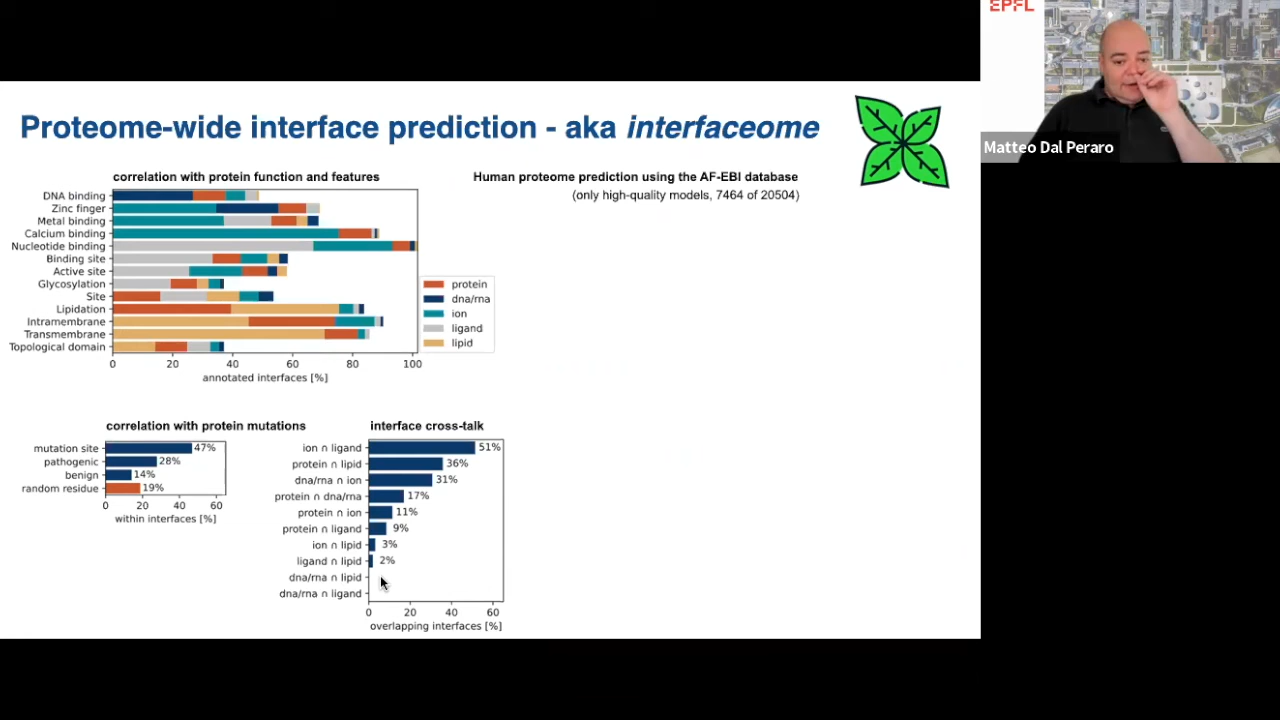 EPFL
Matteo Dal Peraro
Proteome-wide interface prediction - aka interfaceome
correlation with protein function and features
DNA binding
Zinc finger
Metal binding
Calcium binding
Nucleotide binding
Binding site
Active site
Glycosylation
Site
Lipidation
Intramembrane
Transmembrane
Topological domain
0 20 40 60 80 100
annotated interfaces [%]
protein
dna/rna
ion
ligand
lipid
Human proteome prediction using the AF-EBI database
(only high-quality models, 7464 of 20504)
correlation with protein mutations
mutation site 47%
pathogenic 28%
benign 14%
random residue 19%
0 20 40 60
within interfaces [%]
interface cross-talk
ion ∩ ligand 51%
protein ∩ lipid 36%
dna/rna ∩ ion 31%
protein ∩ dna/rna 17%
protein ∩ ion 11%
protein ∩ ligand 9%
ion ∩ lipid 3%
ligand ∩ lipid 2%
dna/rna ∩ lipid
dna/rna ∩ ligand
0 20 40 60
overlapping interfaces [%]